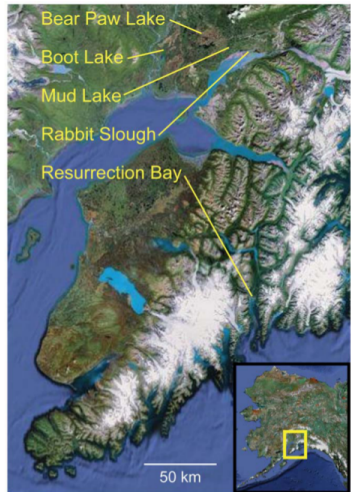 Bear Paw Lake
Boot Lake
Mud Lake
Rabbit Slough
Resurrection Bay
50 km